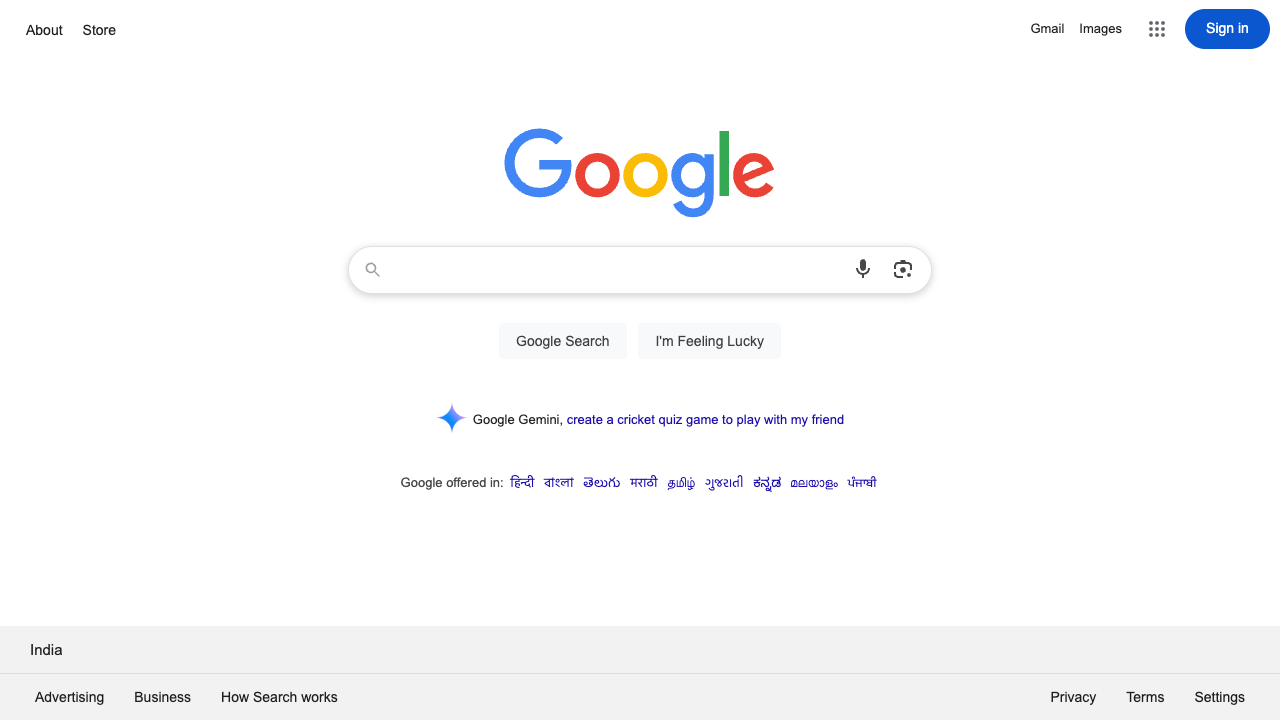 About Store
Gmail Images Sign in
Google
Google Search I'm Feeling Lucky
Google Gemini, create a cricket quiz game to play with my friend
Google offered in: हिन्दी বাংলা తెలుగు मराठी தமிழ் ગુજરાતી ಕನ್ನಡ മലയാളം ਪੰਜਾਬੀ
India
Advertising Business How Search works Privacy Terms Settings